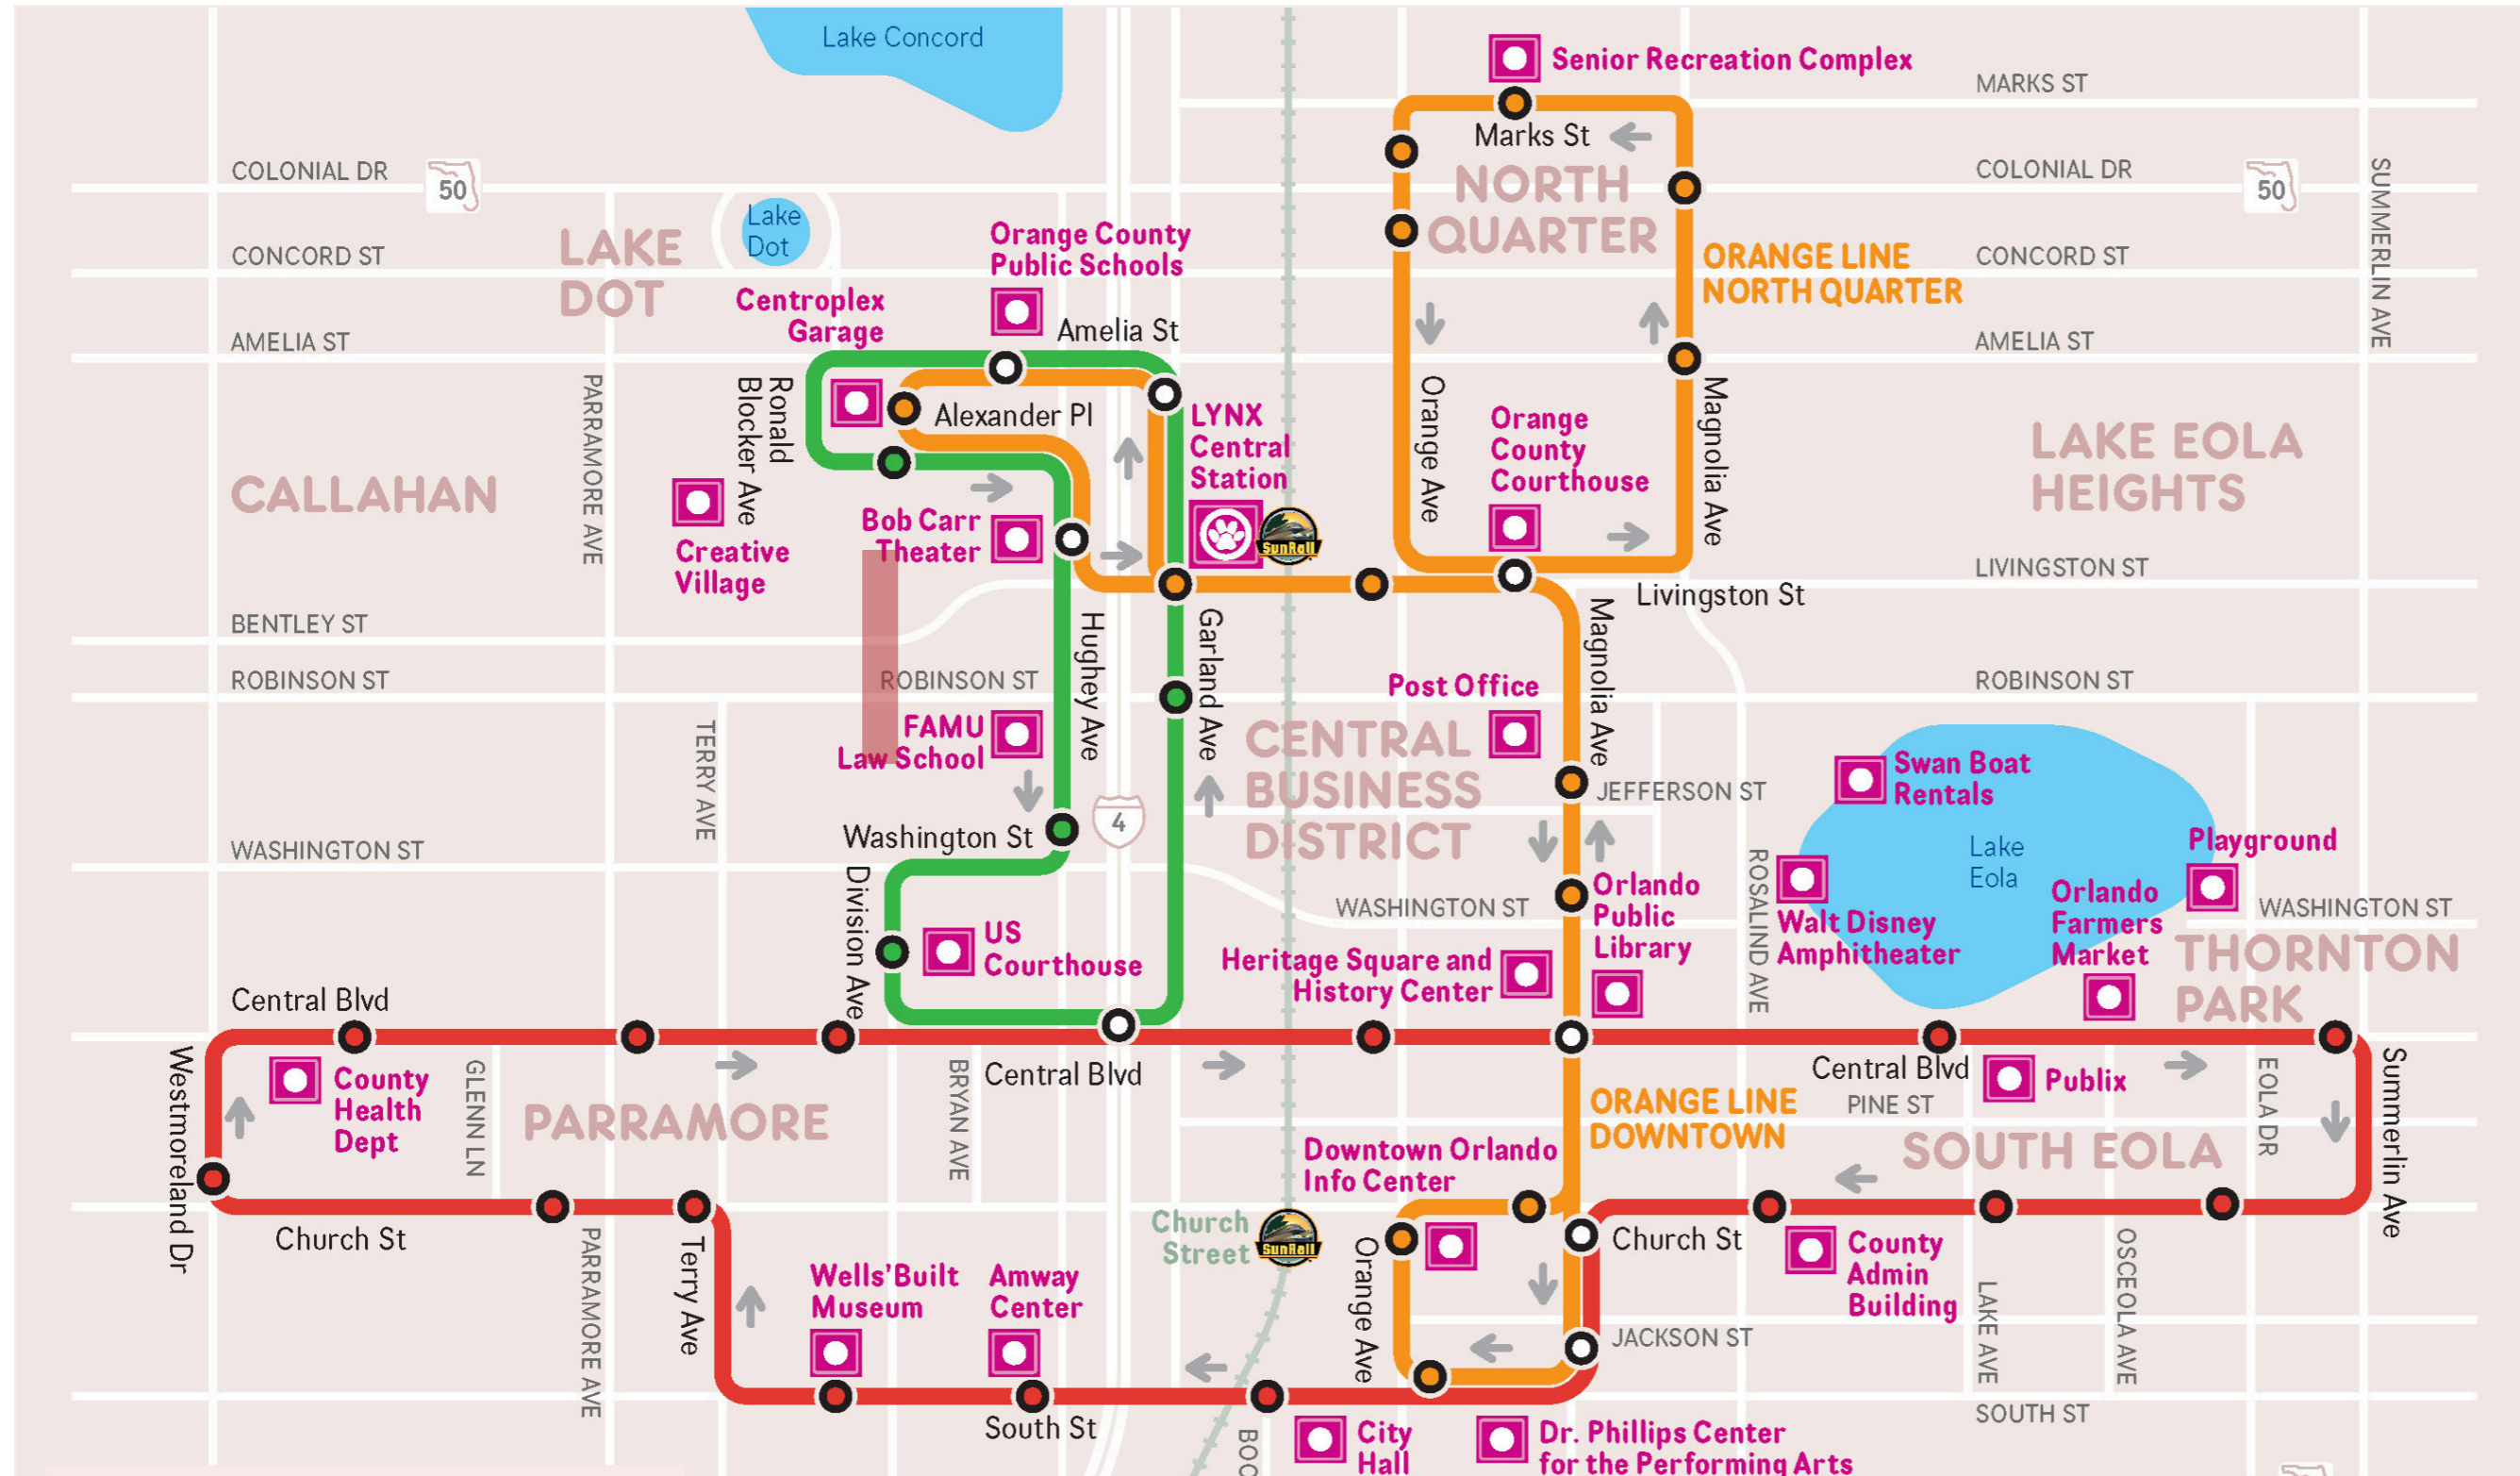 Lake Concord
Senior Recreation Complex
MARKS ST
Marks St
COLONIAL DR
50
NORTH
QUARTER
COLONIAL DR
50
SUMMERLIN AVE
Lake
Dot
LAKE
DOT
CONCORD ST
Orange County
Public Schools
ORANGE LINE
NORTH QUARTER
CONCORD ST
Centroplex
Garage
Amelia St
AMELIA ST
AMELIA ST
PARRAMORE AVE
Ronald
Blocker Ave
Alexander Pl
LYNX
Central
Station
Orange Ave
Orange
County
Courthouse
Magnolia Ave
LAKE EOLA
HEIGHTS
CALLAHAN
Creative
Village
Bob Carr
Theater
SunRail
LIVINGSTON ST
Livingston St
BENTLEY ST
Hughey Ave
Garland Ave
Magnolia Ave
ROBINSON ST
ROBINSON ST
ROBINSON ST
Post Office
FAMU
Law School
TERRY AVE
CENTRAL
BUSINESS
DISTRICT
JEFFERSON ST
Swan Boat
Rentals
4
Washington St
WASHINGTON ST
Lake
Eola
Playground
Division Ave
ROSALIND AVE
Orlando
Public
Library
WASHINGTON ST
Walt Disney
Amphitheater
Orlando
Farmers
Market
WASHINGTON ST
THORNTON
PARK
US
Courthouse
Heritage Square and
History Center
Central Blvd
Westmoreland Dr
County
Health
Dept
GLENN LN
PARRAMORE
BRYAN AVE
Central Blvd
Central Blvd
Publix
PINE ST
EOLA DR
Summerlin Ave
ORANGE LINE
DOWNTOWN
SOUTH EOLA
Downtown Orlando
Info Center
Church St
PARRAMORE AVE
Terry Ave
Church
Street
SunRail
Orange Ave
Church St
County
Admin
Building
LAKE AVE
OSCEOLA AVE
Wells'Built
Museum
Amway
Center
JACKSON ST
South St
SOUTH ST
BOO
City
Hall
Dr. Phillips Center
for the Performing Arts